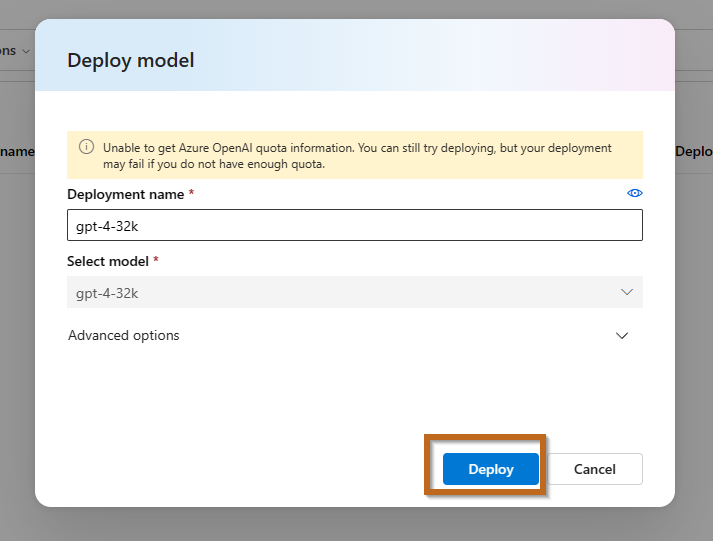 ons
Deploy model
name
Deplo
Unable to get Azure OpenAI quota information. You can still try deploying, but your deployment
may fail if you do not have enough quota.
Deployment name *
gpt-4-32k
Select model *
gpt-4-32k
Advanced options
Deploy
Cancel